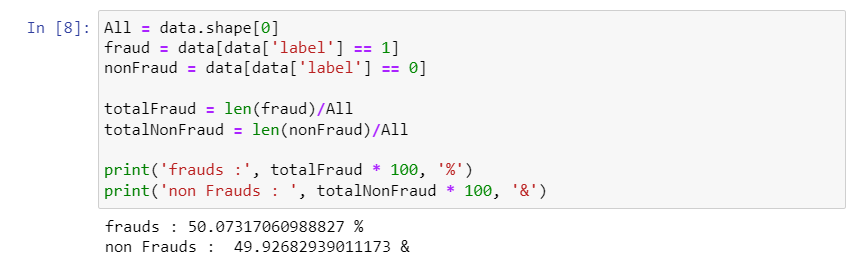 In [8]: All = data.shape[0]
fraud = data[data['label'] == 1]
nonFraud = data[data['label'] == 0]
totalFraud = len(fraud)/All
totalNonFraud = len(nonFraud)/All
print('frauds :', totalFraud * 100, '%')
print('non Frauds : ', totalNonFraud * 100, '&')
frauds : 50.07317060988827 %
non Frauds :  49.92682939011173 &